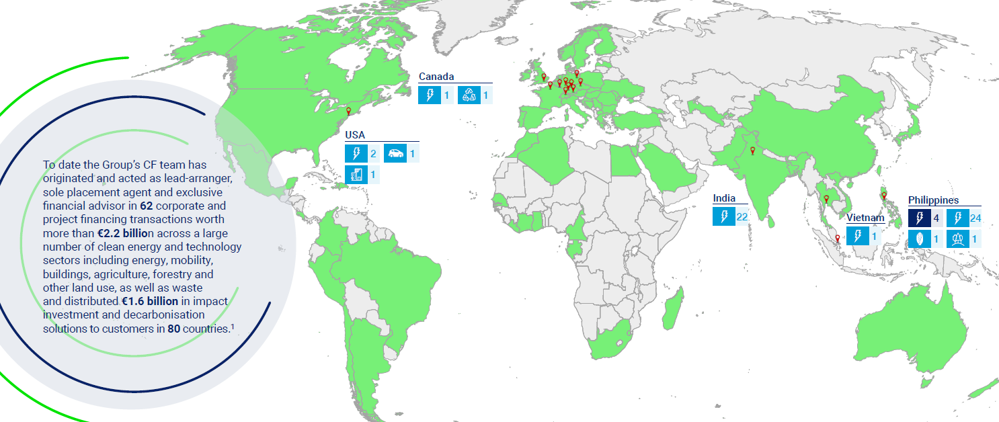 To date the Group's CF team has
originated and acted as lead-arranger,
sole placement agent and exclusive
financial advisor in 62 corporate and
project financing transactions worth
more than €2.2 billion across a large
number of clean energy and technology
sectors including energy, mobility,
buildings, agriculture, forestry and
other land use, as well as waste
and distributed €1.6 billion in impact
investment and decarbonisation
solutions to customers in 80 countries.¹
Canada
1 1
USA
2 1
1
India
22
Vietnam
1
Philippines
4 24
1 1